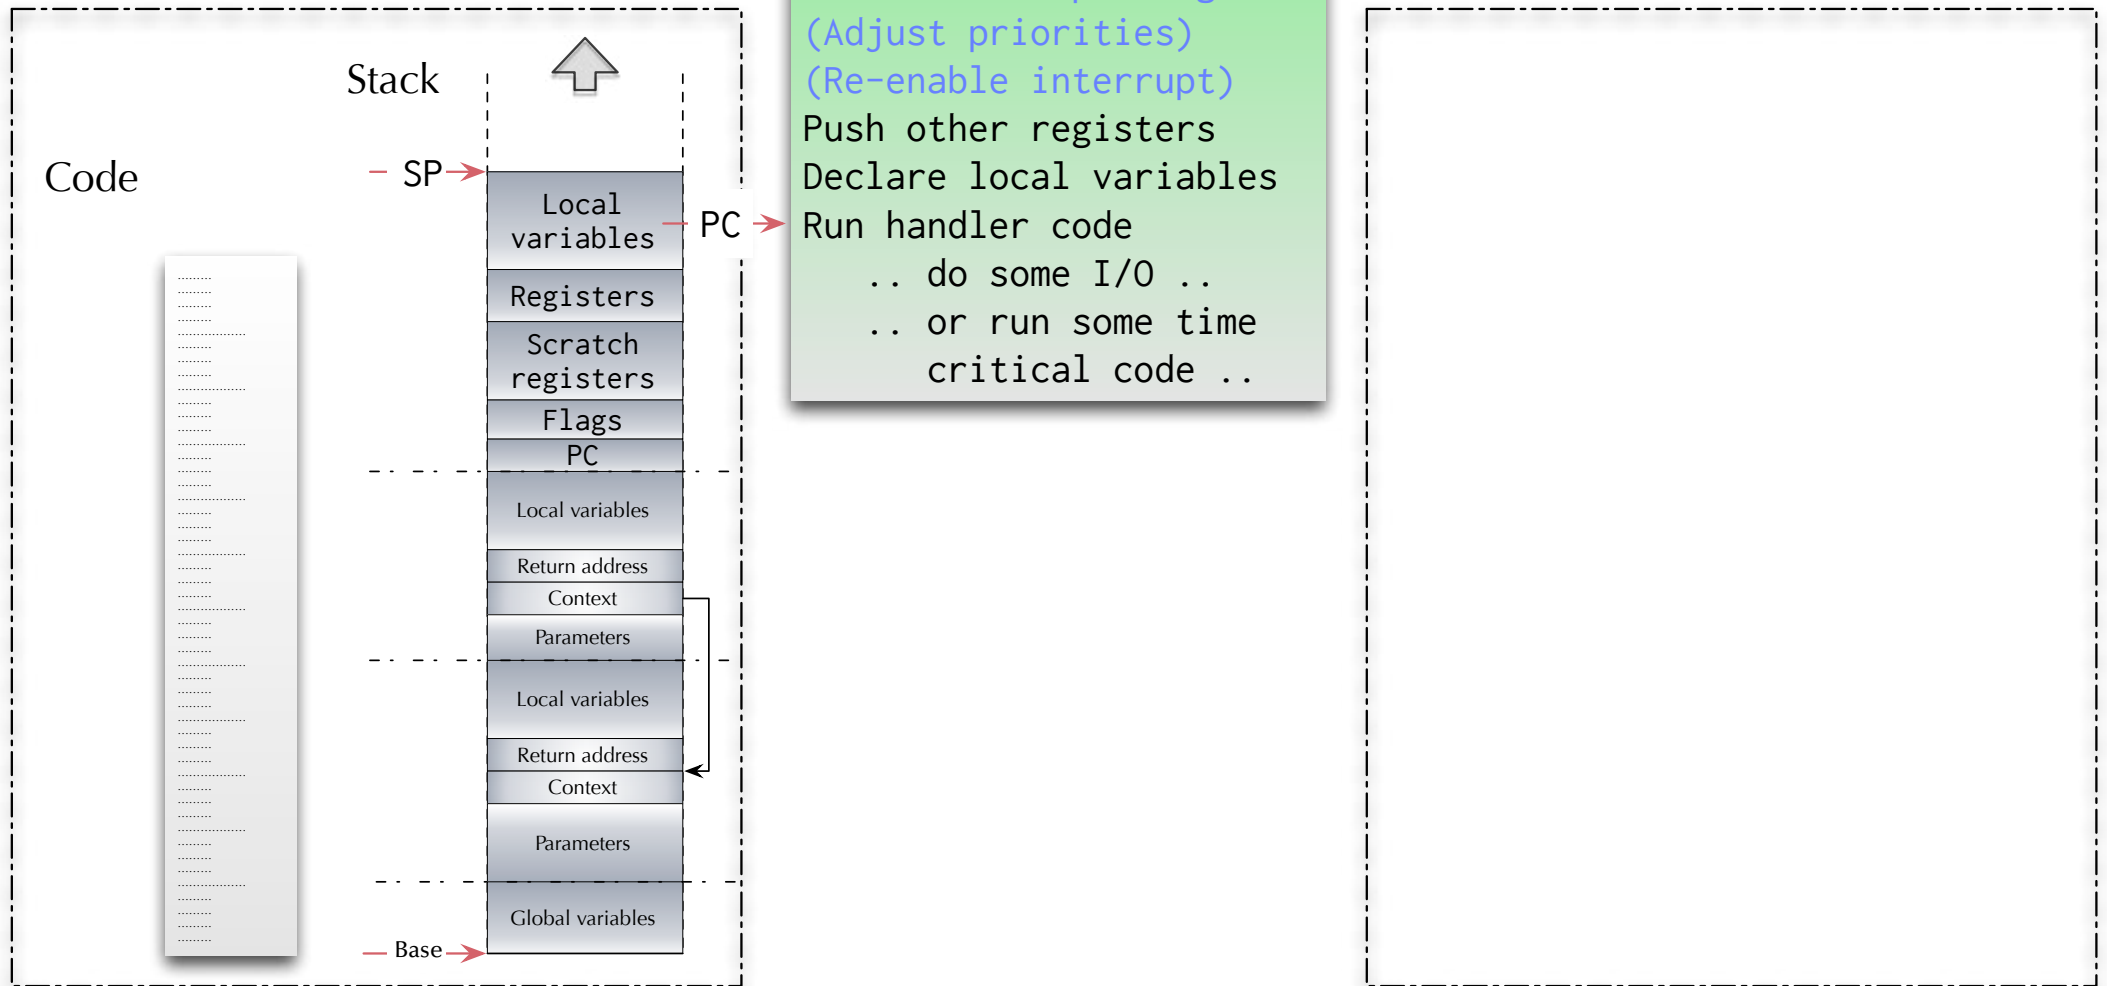 Stack
Code
SP
Local
variables
Registers
Scratch
registers
Flags
PC
Local variables
Return address
Context
Parameters
Local variables
Return address
Context
Parameters
Global variables
Base
PC
(Adjust priorities)
(Re-enable interrupt)
Push other registers
Declare local variables
Run handler code
.. do some I/O ..
.. or run some time
critical code ..